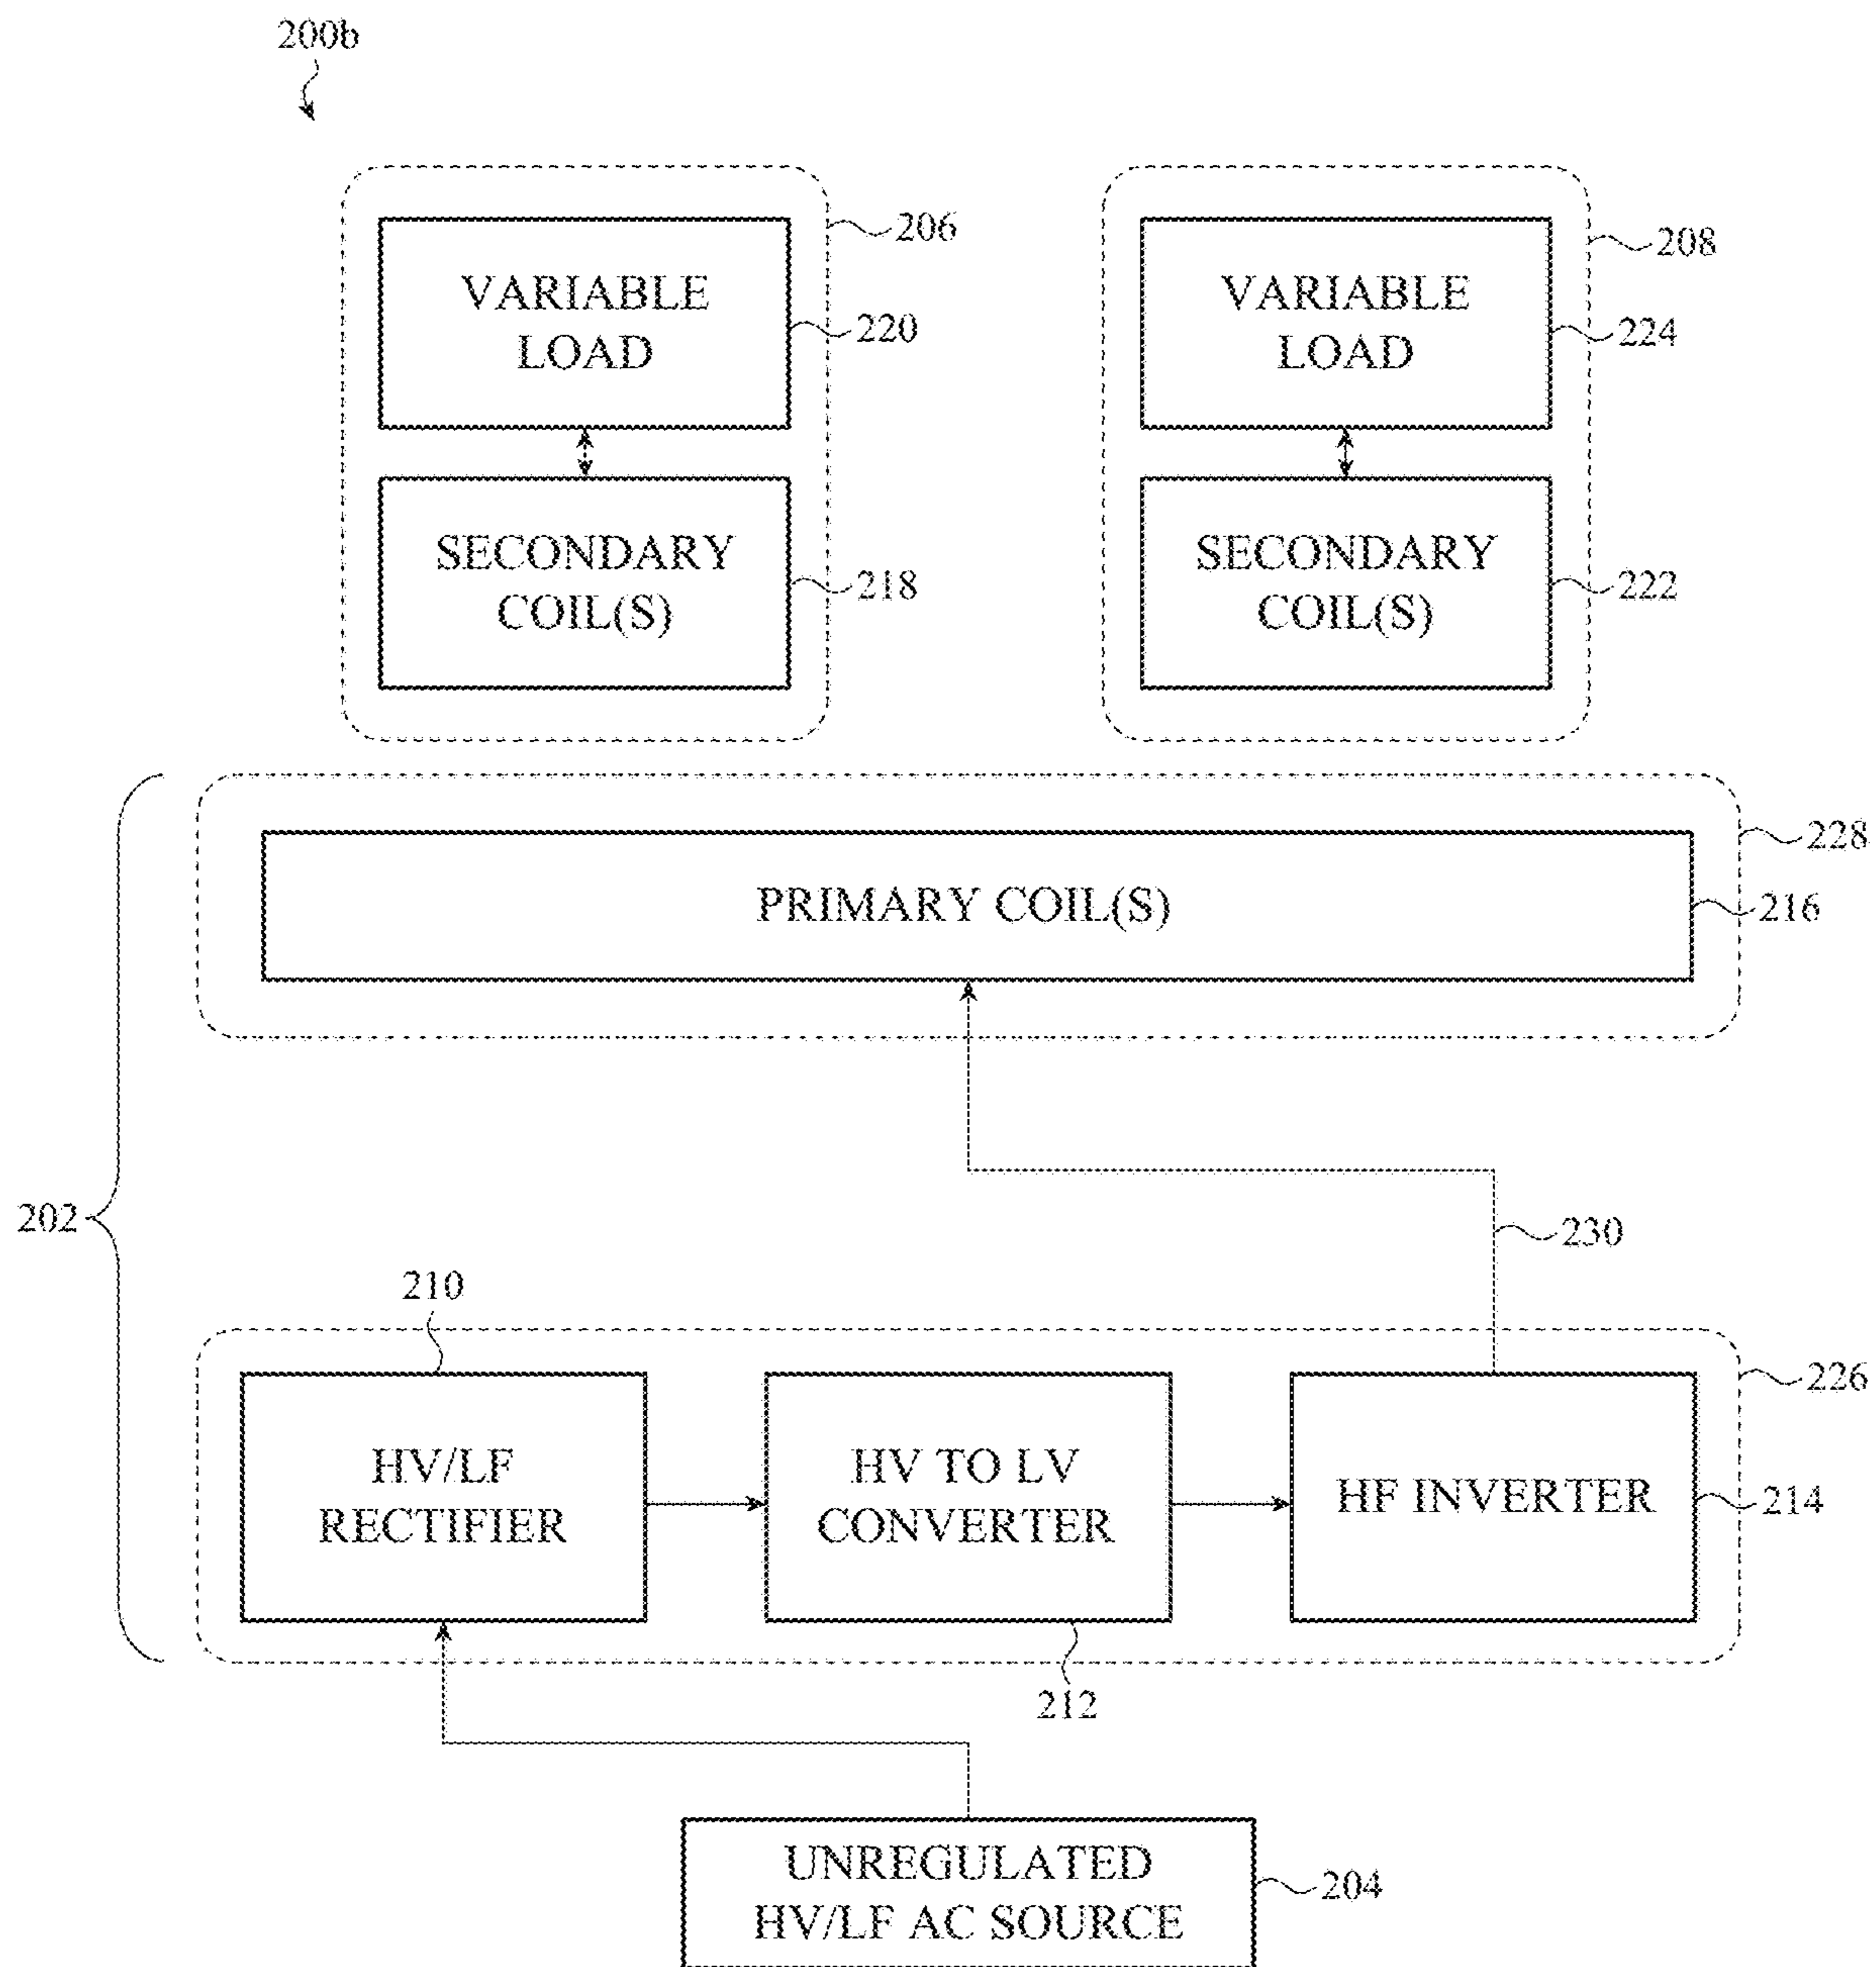 200b
206
208
VARIABLE
LOAD
220
VARIABLE
LOAD
224
SECONDARY
COIL(S)
218
SECONDARY
COIL(S)
222
228
PRIMARY COIL(S)
216
202
230
210
226
HV/LF
RECTIFIER
HV TO LV
CONVERTER
HF INVERTER
214
212
UNREGULATED
HV/LF AC SOURCE
204